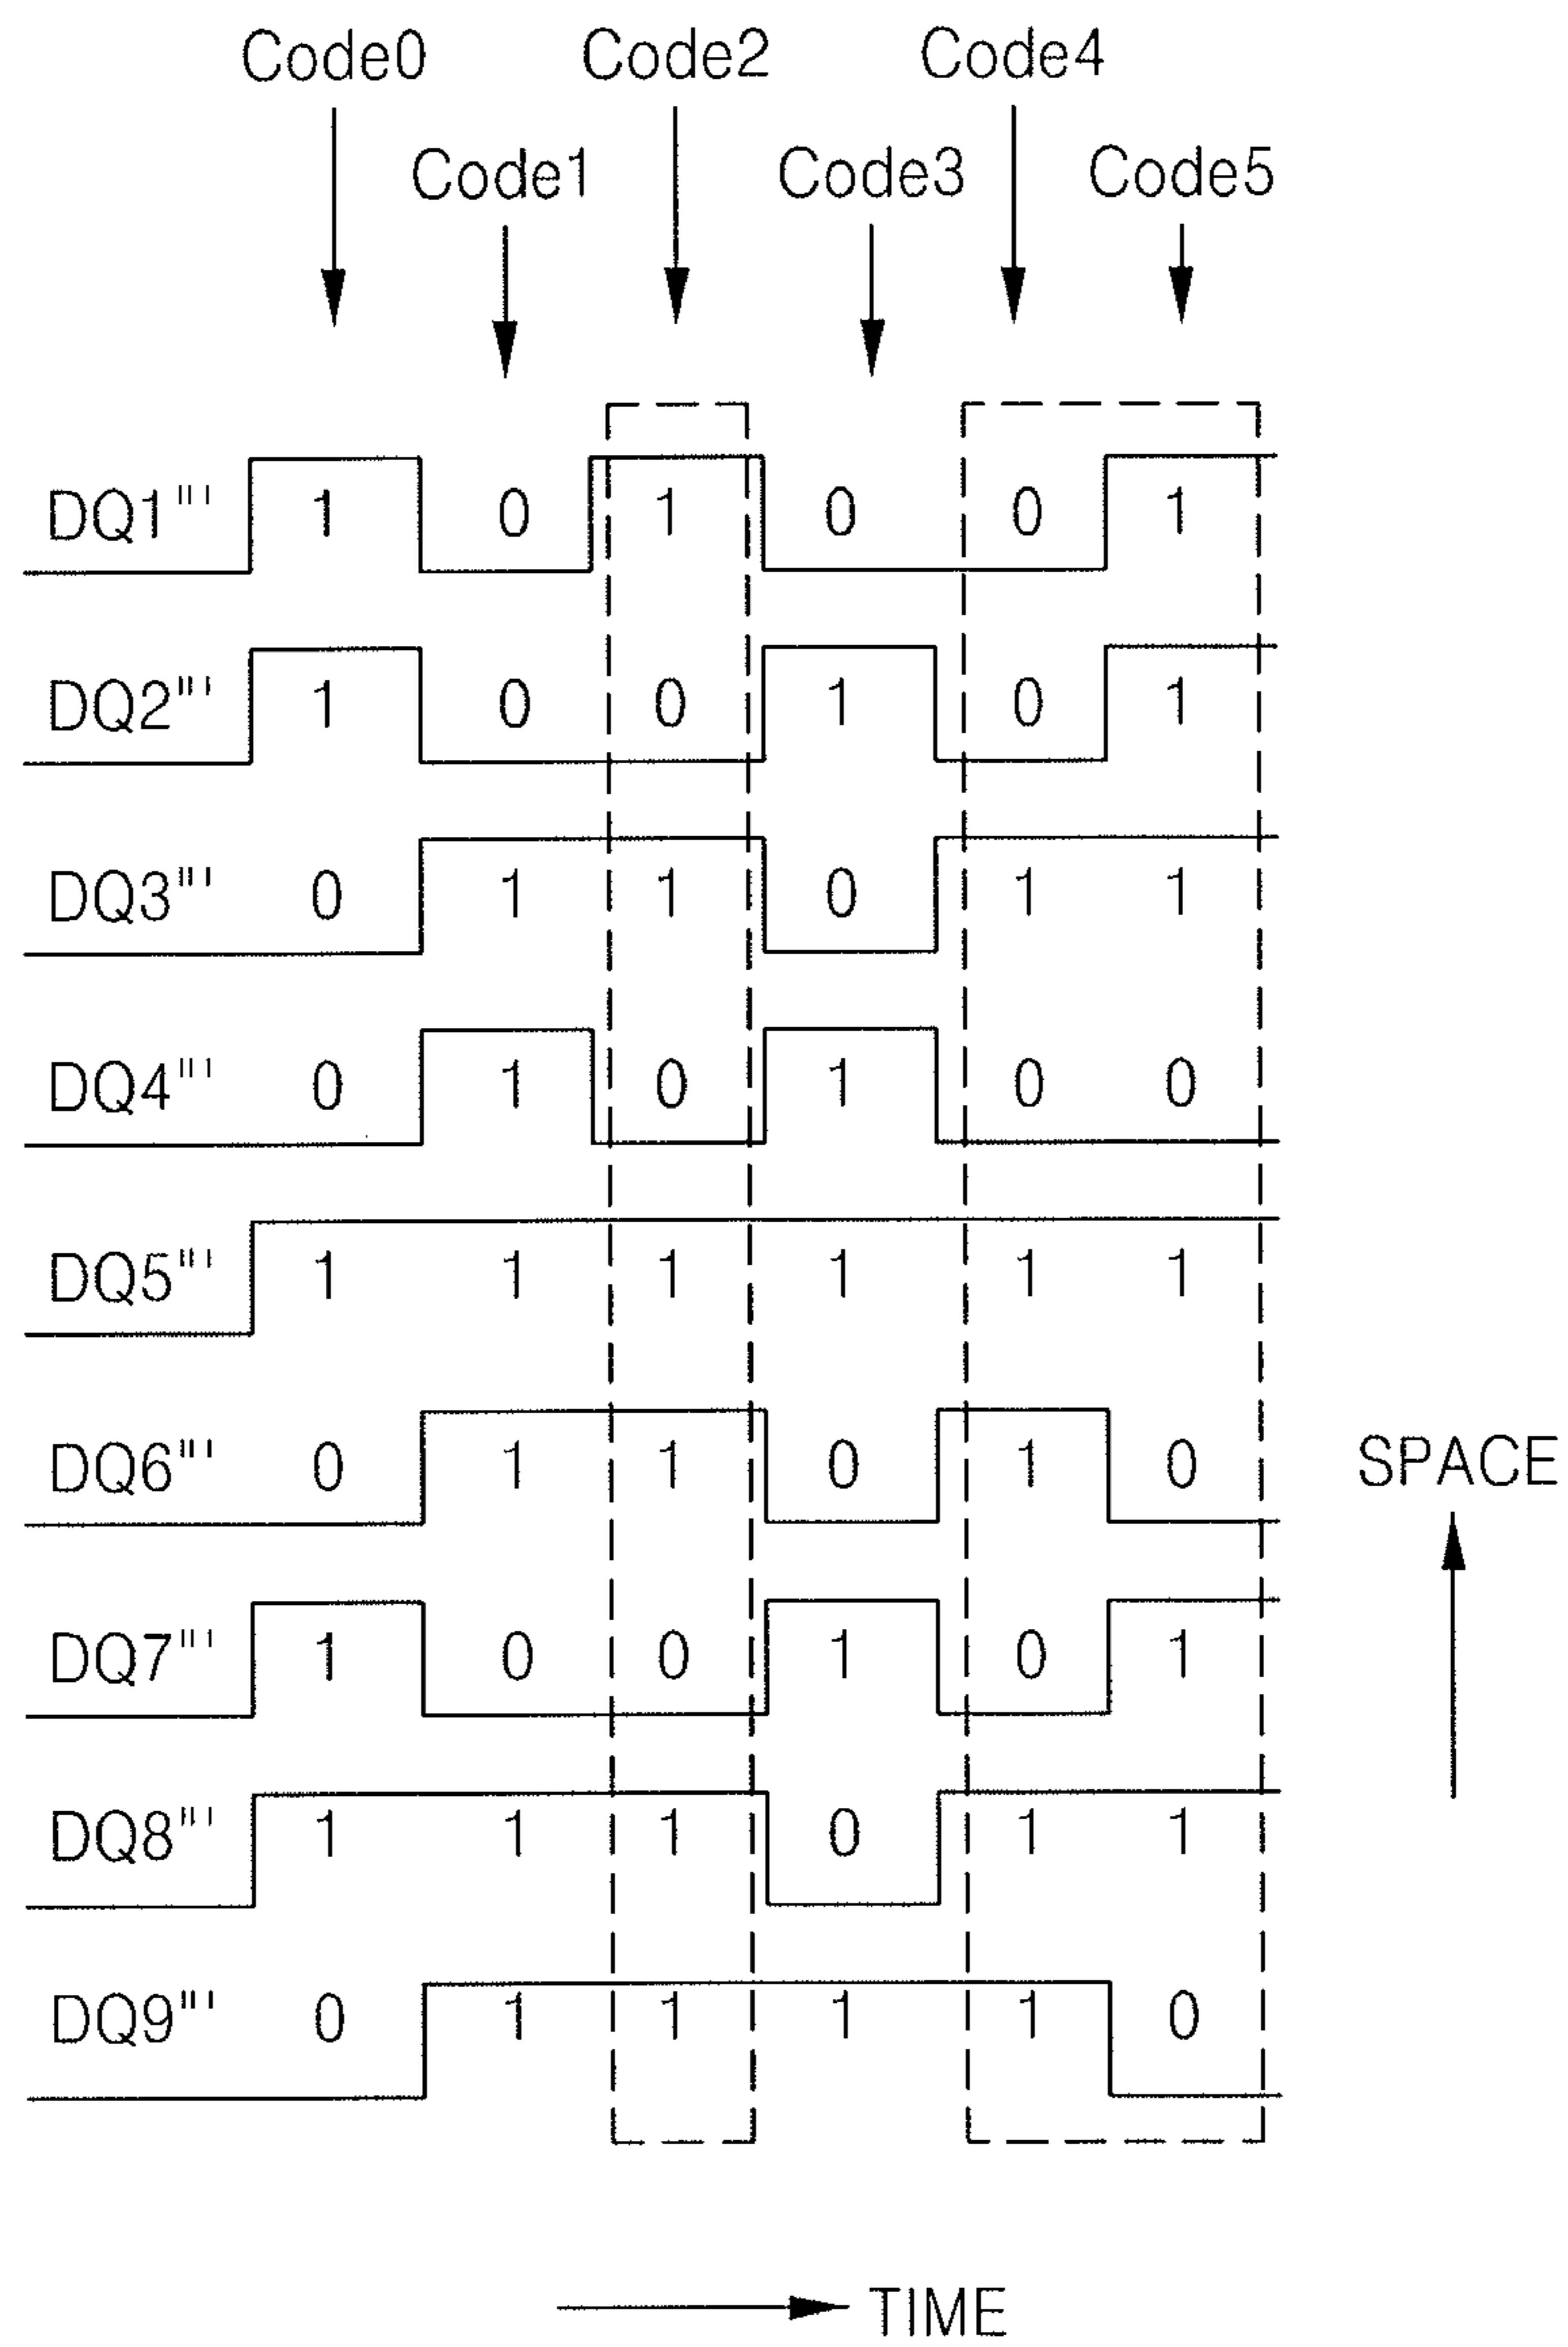 Code0 Code2 Code4
Code1 Code3 Code5
DQ1''' 1 0 1 0 0 1
DQ2''' 1 0 0 1 0 1
DQ3''' 0 1 1 0 1 1
DQ4''' 0 1 0 1 0 0
DQ5''' 1 1 1 1 1 1
DQ6''' 0 1 1 0 1 0
SPACE
DQ7''' 1 0 0 1 0 1
DQ8''' 1 1 1 0 1 1
DQ9''' 0 1 1 1 1 0
TIME